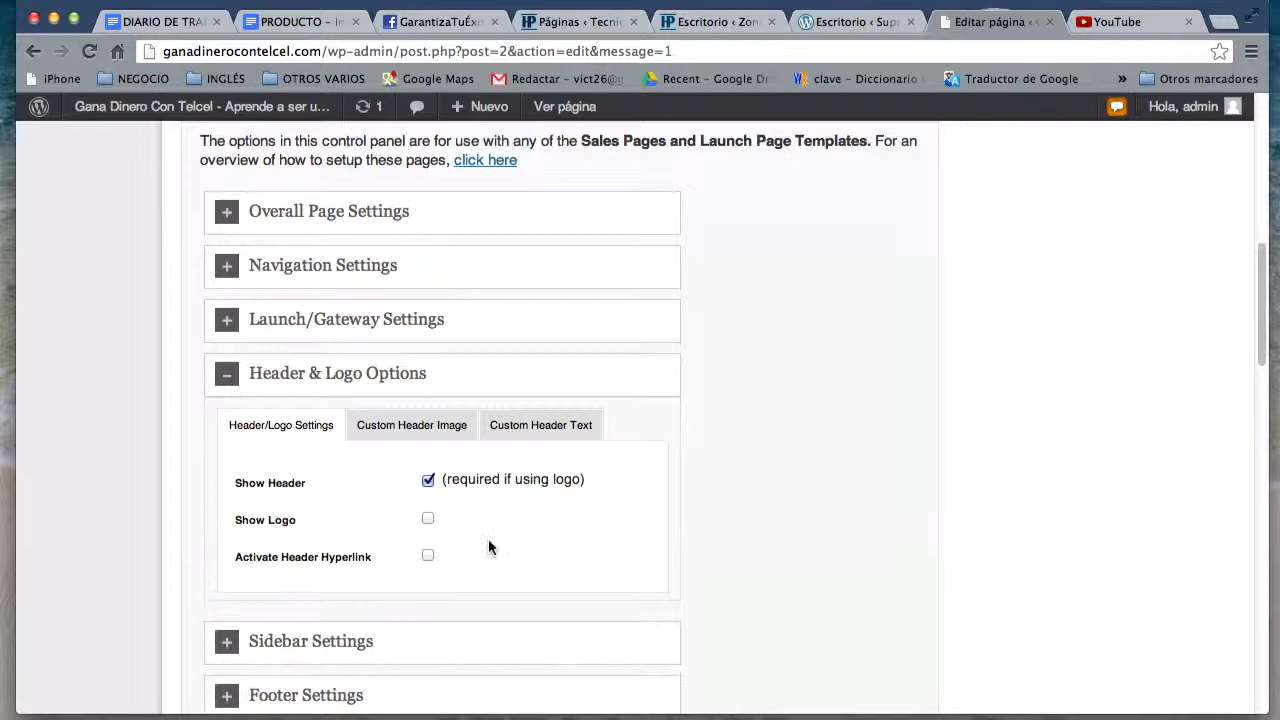 DIARIO DE TRA
PRODUCTO – In
GarantizaTuÉxi
Páginas ‹ Tecni
Escritorio ‹ Zon
Escritorio ‹ Sup
Editar página ‹
YouTube
ganadinerocontelcel.com/wp-admin/post.php?post=2&action=edit&message=1
iPhone
NEGOCIO
INGLÉS
OTROS VARIOS
Google Maps
Redactar – vict26@g
Recent – Google Dr
clave – Diccionario
Traductor de Google
»
Otros marcadores
Gana Dinero Con Telcel - Aprende a ser u...
1
+ Nuevo
Ver página
Hola, admin
The options in this control panel are for use with any of the Sales Pages and Launch Page Templates. For an
overview of how to setup these pages, click here
+ Overall Page Settings
+ Navigation Settings
+ Launch/Gateway Settings
– Header & Logo Options
Header/Logo Settings
Custom Header Image
Custom Header Text
Show Header
(required if using logo)
Show Logo
Activate Header Hyperlink
+ Sidebar Settings
+ Footer Settings